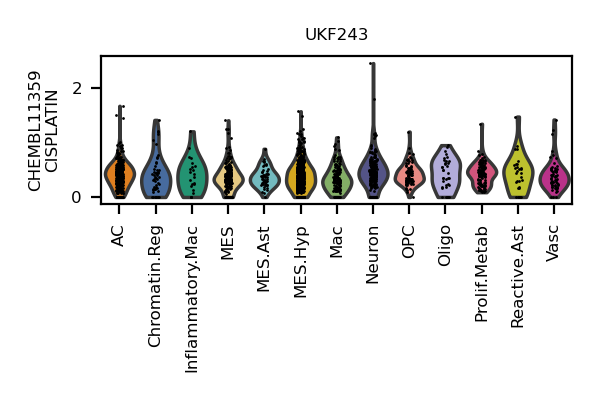 UKF243
CHEMBL11359
CISPLATIN
2
0
AC
Chromatin.Reg
Inflammatory.Mac
MES
MES.Ast
MES.Hyp
Mac
Neuron
OPC
Oligo
Prolif.Metab
Reactive.Ast
Vasc